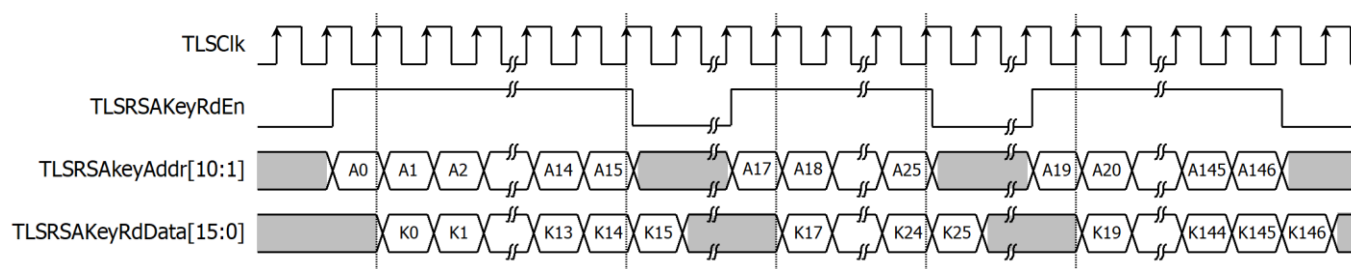 TLSClk
TLSRSAKeyRdEn
TLSRSAkeyAddr[10:1] A0 A1 A2 A14 A15 A17 A18 A25 A19 A20 A145 A146
TLSRSAKeyRdData[15:0] K0 K1 K13 K14 K15 K17 K24 K25 K19 K144 K145 K146